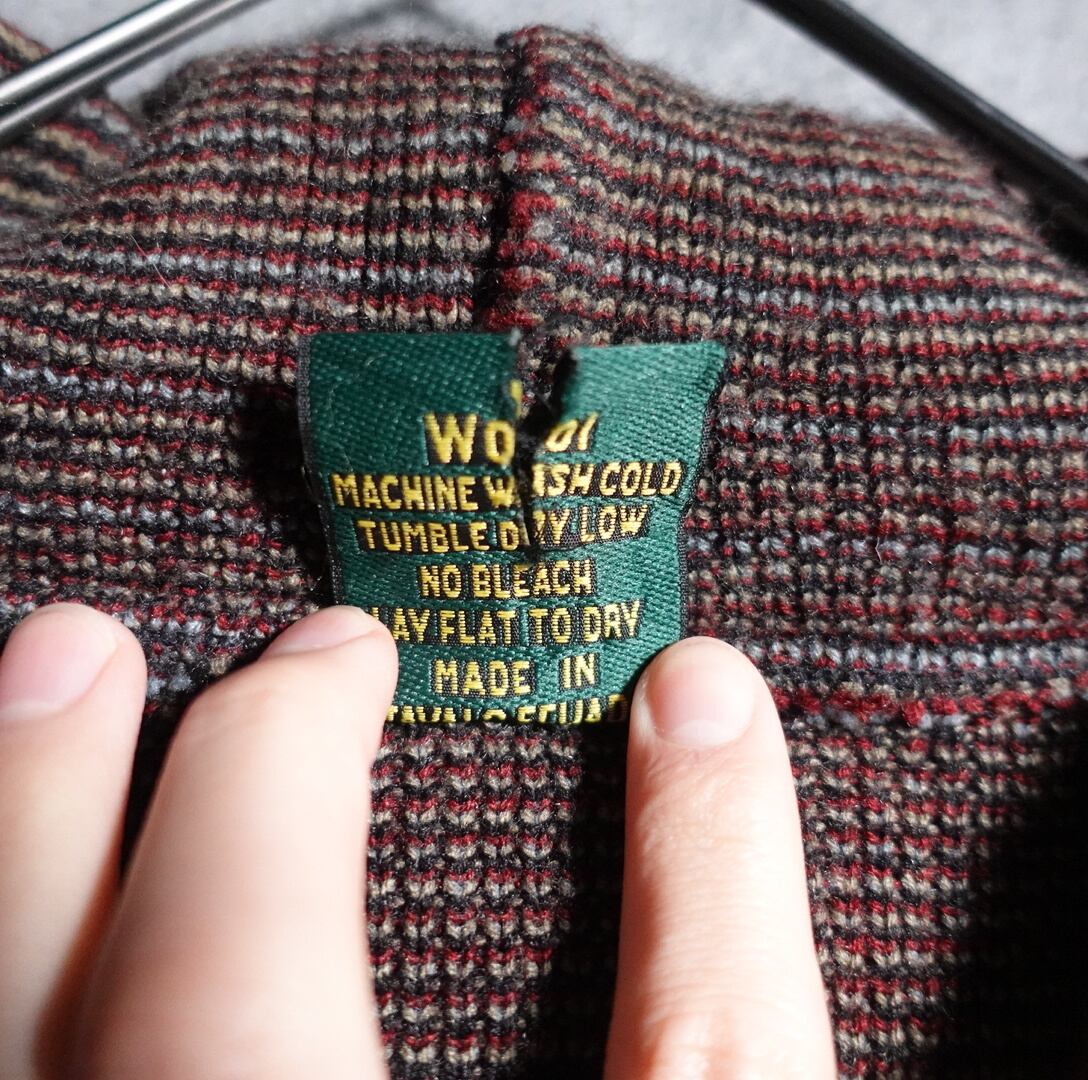 Wool
MACHINE WASH COLD
TUMBLE DRY LOW
NO BLEACH
LAY FLAT TO DRY
MADE IN